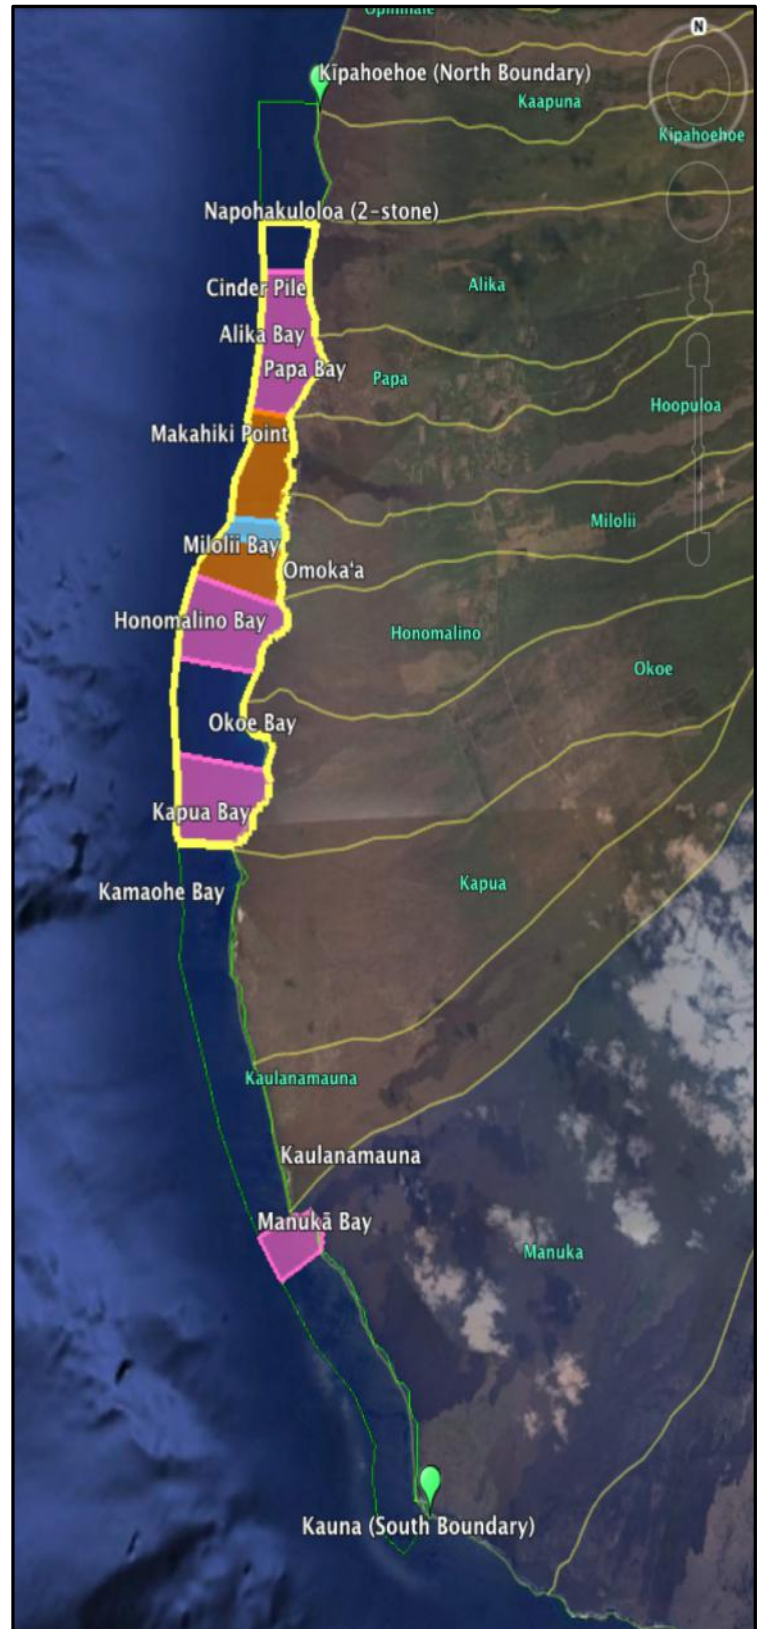 Kīpahoehoe (North Boundary)
Kaapuna
Kipahoehoe
N
Napohakuloloa (2-stone)
Cinder Pile
Alika
Alika Bay
Papa Bay
Papa
Hoopuloa
Makahiki Point
Milolii
Milolii Bay
Omoka'a
Honomalino Bay
Honomalino
Okoe
Okoe Bay
Kapua Bay
Kapua
Kamaohe Bay
Kaulanamauna
Kaulanamauna
Manukā Bay
Manuka
Kauna (South Boundary)